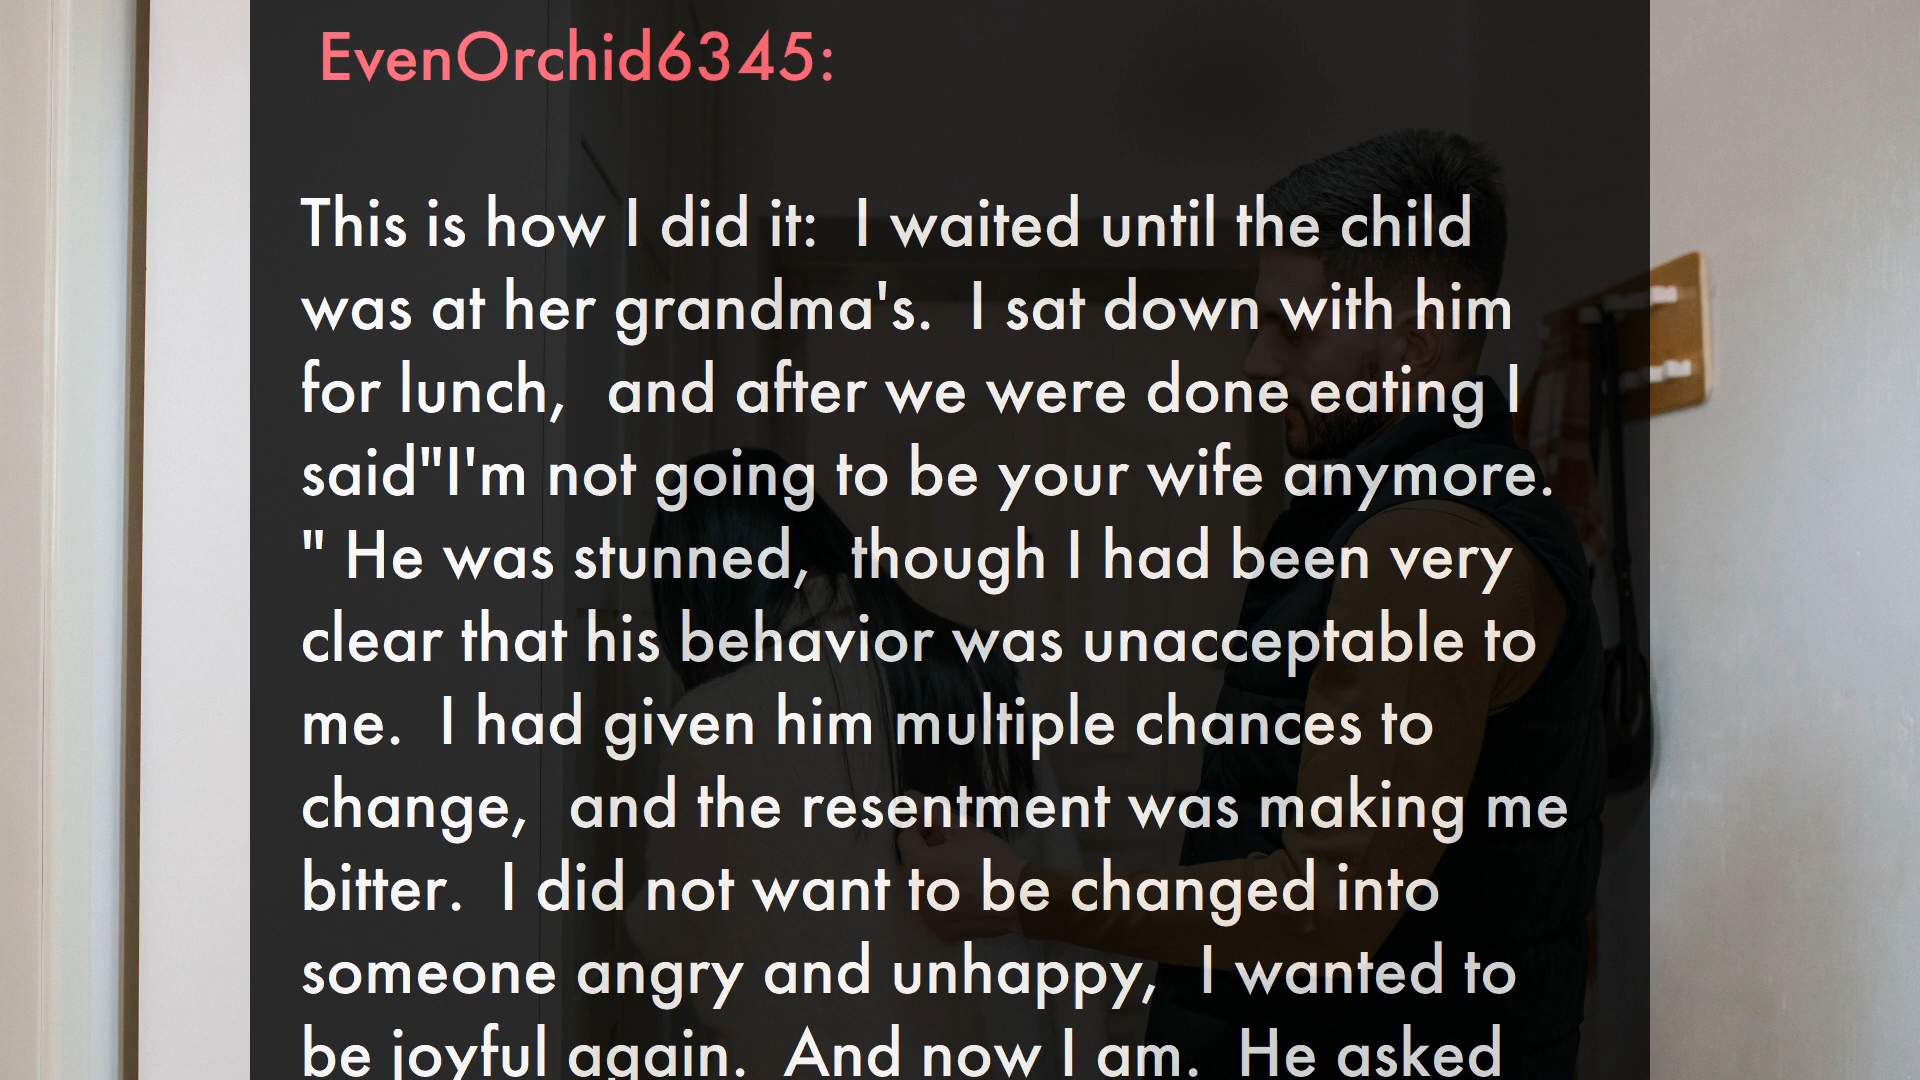 EvenOrchid6345:
This is how I did it:  I waited until the child
was at her grandma's.  I sat down with him
for lunch,  and after we were done eating I
said"I'm not going to be your wife anymore.
" He was stunned,  though I had been very
clear that his behavior was unacceptable to
me.  I had given him multiple chances to
change,  and the resentment was making me
bitter.  I did not want to be changed into
someone angry and unhappy,  I wanted to
be joyful again.  And now I am.  He asked